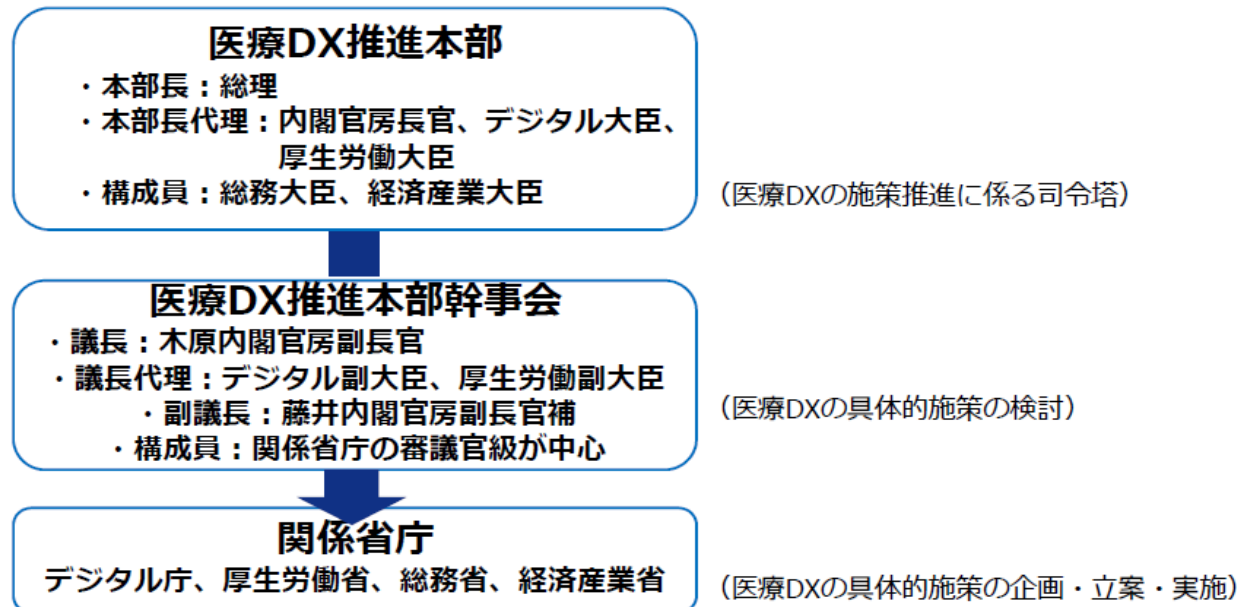 医療DX推進本部
・本部長：総理
・本部長代理：内閣官房長官、デジタル大臣、
厚生労働大臣
・構成員：総務大臣、経済産業大臣
（医療DXの施策推進に係る司令塔）
医療DX推進本部幹事会
・議長：木原内閣官房副長官
・議長代理：デジタル副大臣、厚生労働副大臣
・副議長：藤井内閣官房副長官補
・構成員：関係省庁の審議官級が中心
（医療DXの具体的施策の検討）
関係省庁
デジタル庁、厚生労働省、総務省、経済産業省
（医療DXの具体的施策の企画・立案・実施）